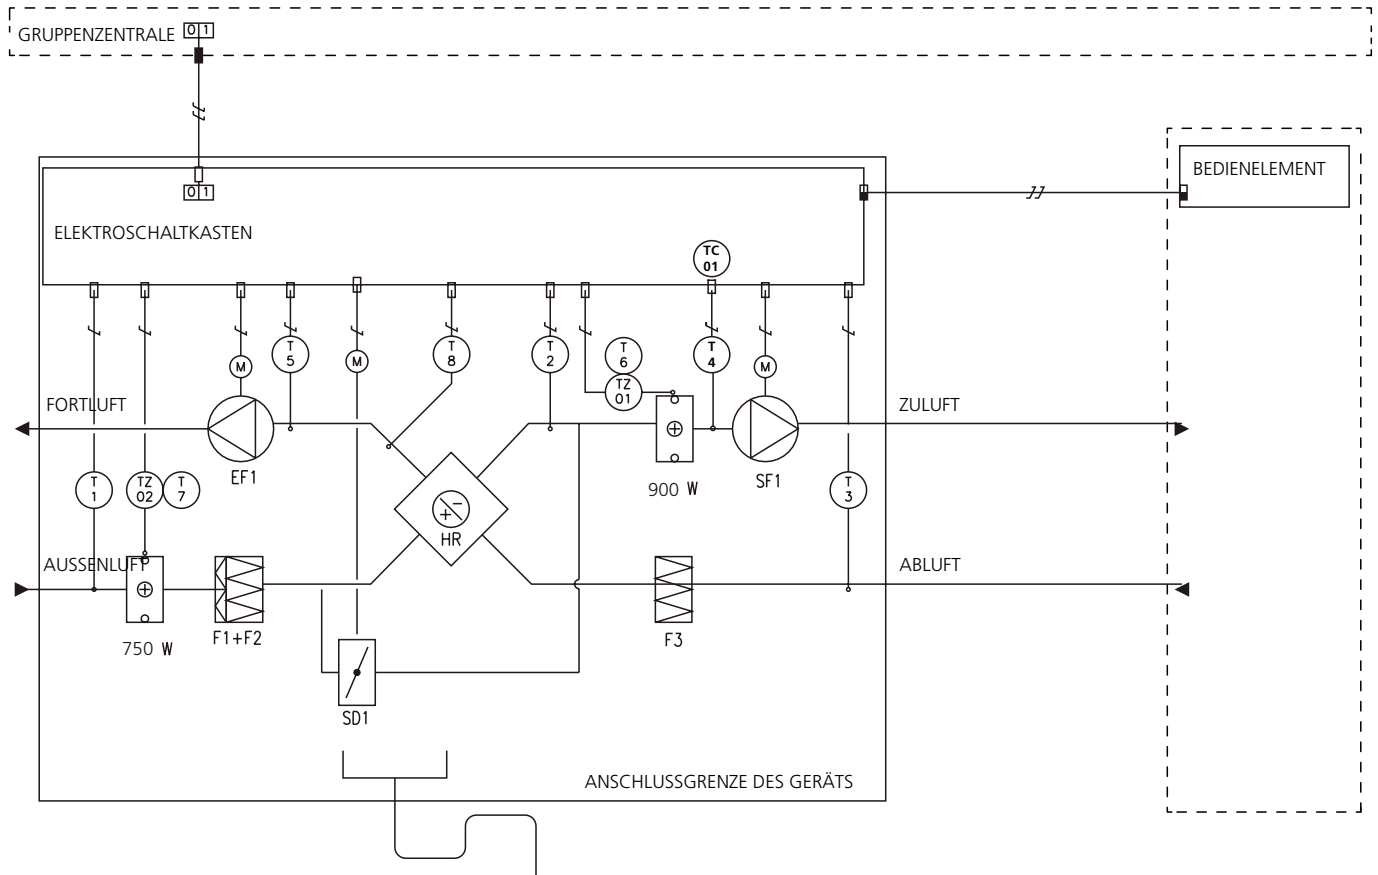 GRUPPENZENTRALE 0 1
BEDIENELEMENT
0 1
ELEKTROSCHALTKASTEN
TC
01
M
T
5
M
T
8
T
2
T
6
TZ
01
T
4
M
FORTLUFT
ZULUFT
EF1
SF1
T
1
TZ
02
T
7
900 W
T
3
HR
AUSSENLUFT
ABLUFT
F1+F2
F3
750 W
SD1
ANSCHLUSSGRENZE DES GERÄTS